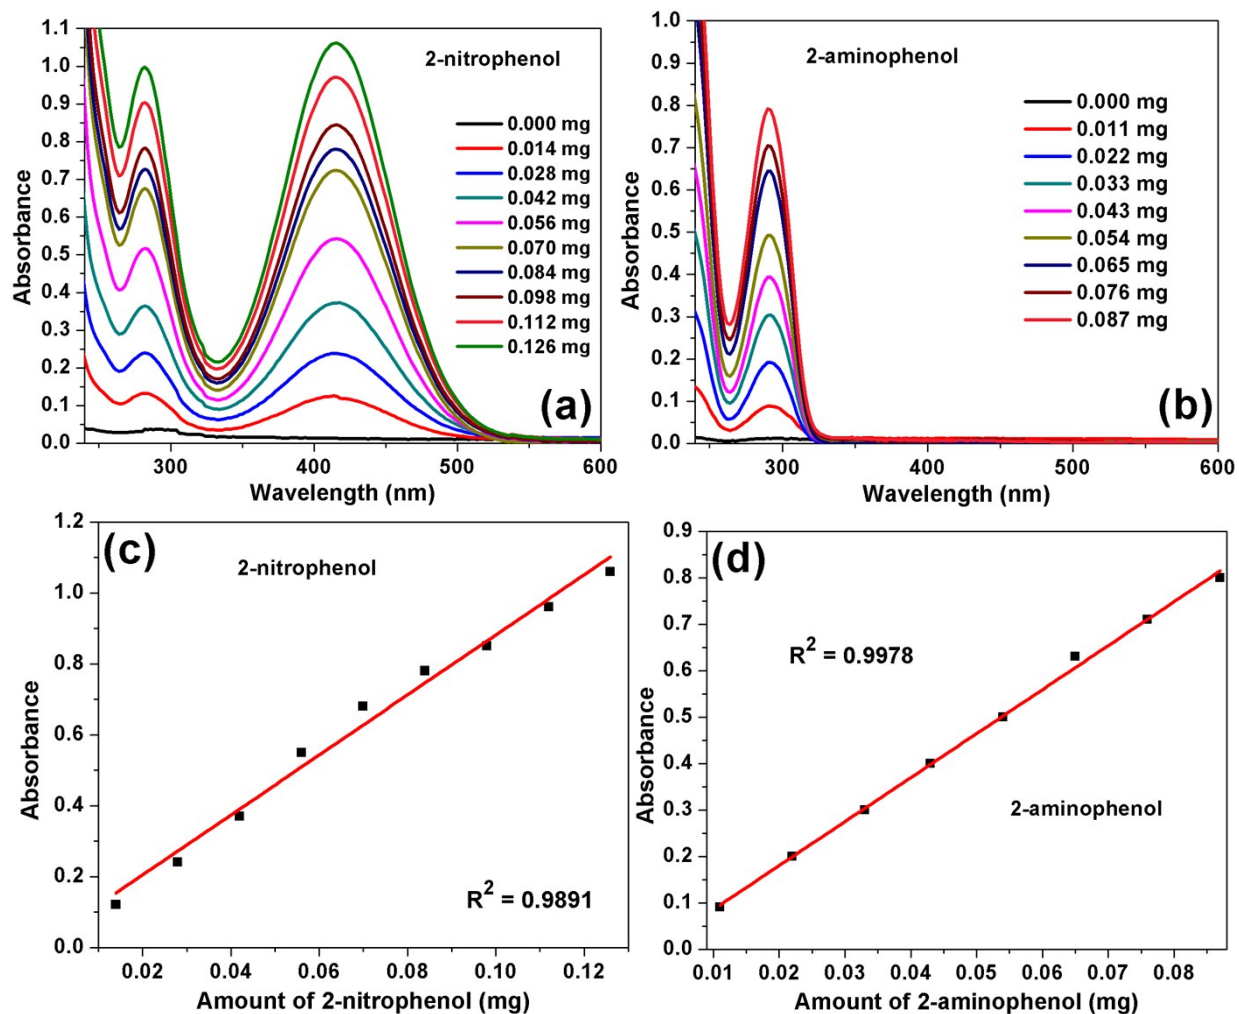 2-nitrophenol
0.000 mg
0.014 mg
0.028 mg
0.042 mg
0.056 mg
0.070 mg
0.084 mg
0.098 mg
0.112 mg
0.126 mg
(a)
Absorbance
1.1
1.0
0.9
0.8
0.7
0.6
0.5
0.4
0.3
0.2
0.1
0.0
300 400 500 600
Wavelength (nm)
2-aminophenol
0.000 mg
0.011 mg
0.022 mg
0.033 mg
0.043 mg
0.054 mg
0.065 mg
0.076 mg
0.087 mg
(b)
Absorbance
1.0
0.9
0.8
0.7
0.6
0.5
0.4
0.3
0.2
0.1
0.0
300 400 500 600
Wavelength (nm)
(c)
2-nitrophenol
R² = 0.9891
Absorbance
1.2
1.0
0.8
0.6
0.4
0.2
0.0
0.02 0.04 0.06 0.08 0.10 0.12
Amount of 2-nitrophenol (mg)
(d)
R² = 0.9978
2-aminophenol
Absorbance
0.9
0.8
0.7
0.6
0.5
0.4
0.3
0.2
0.1
0.0
0.01 0.02 0.03 0.04 0.05 0.06 0.07 0.08
Amount of 2-aminophenol (mg)